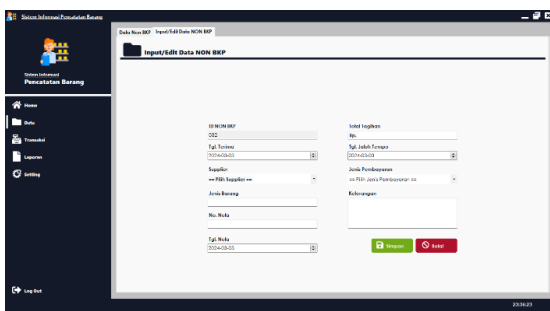 Sistem Informasi Pencatatan Barang
Data Non BKP Input/Edit Data NON BKP
Input/Edit Data NON BKP
Sistem Informasi
Pencatatan Barang
Home
Data
Transaksi
Laporan
Setting
Log Out
ID NON BKP
032
Tgl. Terima
2024-03-03
Supplier
== Pilih Supplier ==
Jenis Barang
No. Nota
Tgl. Nota
2024-03-03
Total Tagihan
Rp.
Tgl. Jatuh Tempo
2024-03-03
Jenis Pembayaran
== Pilih Jenis Pembayaran ==
Keterangan
Simpan
Batal
23:36:23